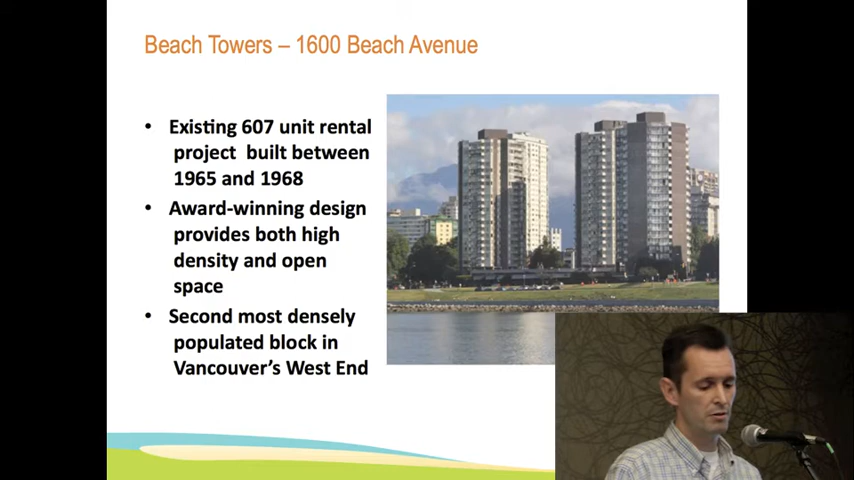 Beach Towers – 1600 Beach Avenue
• Existing 607 unit rental
project built between
1965 and 1968
• Award-winning design
provides both high
density and open
space
• Second most densely
populated block in
Vancouver's West End